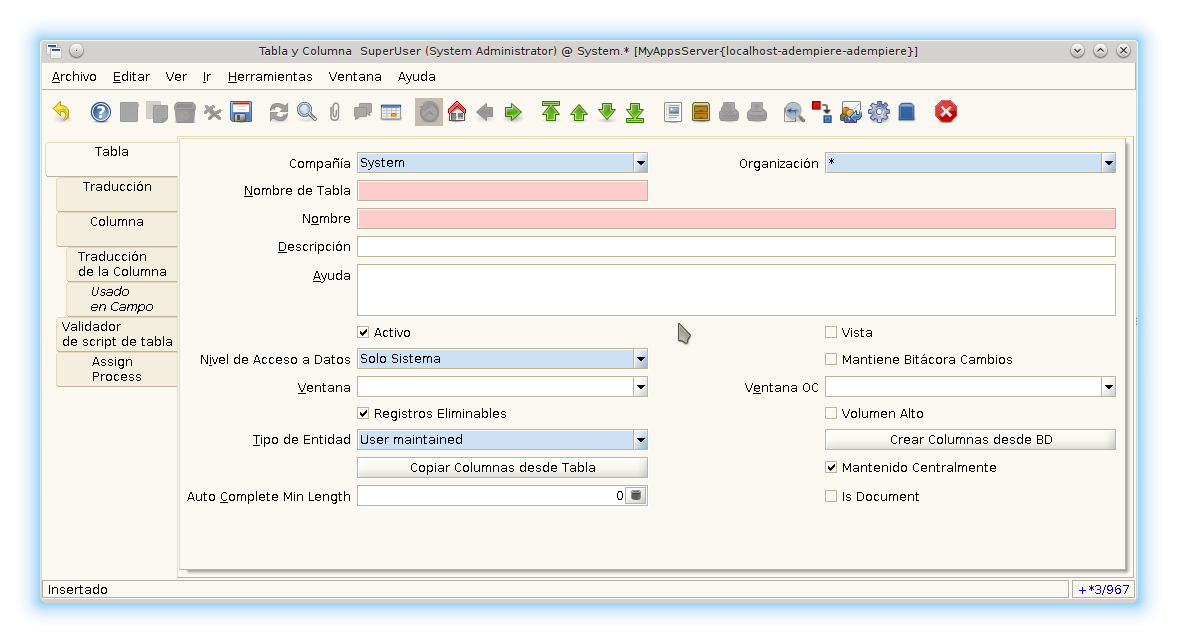 Tabla y Columna  SuperUser (System Administrator) @ System.* [MyAppsServer{localhost-adempiere-adempiere}]
Archivo Editar Ver Ir Herramientas Ventana Ayuda
Tabla
Traducción
Columna
Traducción
de la Columna
Usado
en Campo
Validador
de script de tabla
Assign
Process
Compañía System Organización *
Nombre de Tabla
Nombre
Descripción
Ayuda
Activo Vista
Nivel de Acceso a Datos Solo Sistema Mantiene Bitácora Cambios
Ventana Ventana OC
Registros Eliminables Volumen Alto
Tipo de Entidad User maintained Crear Columnas desde BD
Copiar Columnas desde Tabla Mantenido Centralmente
Auto Complete Min Length 0 Is Document
Insertado +*3/967